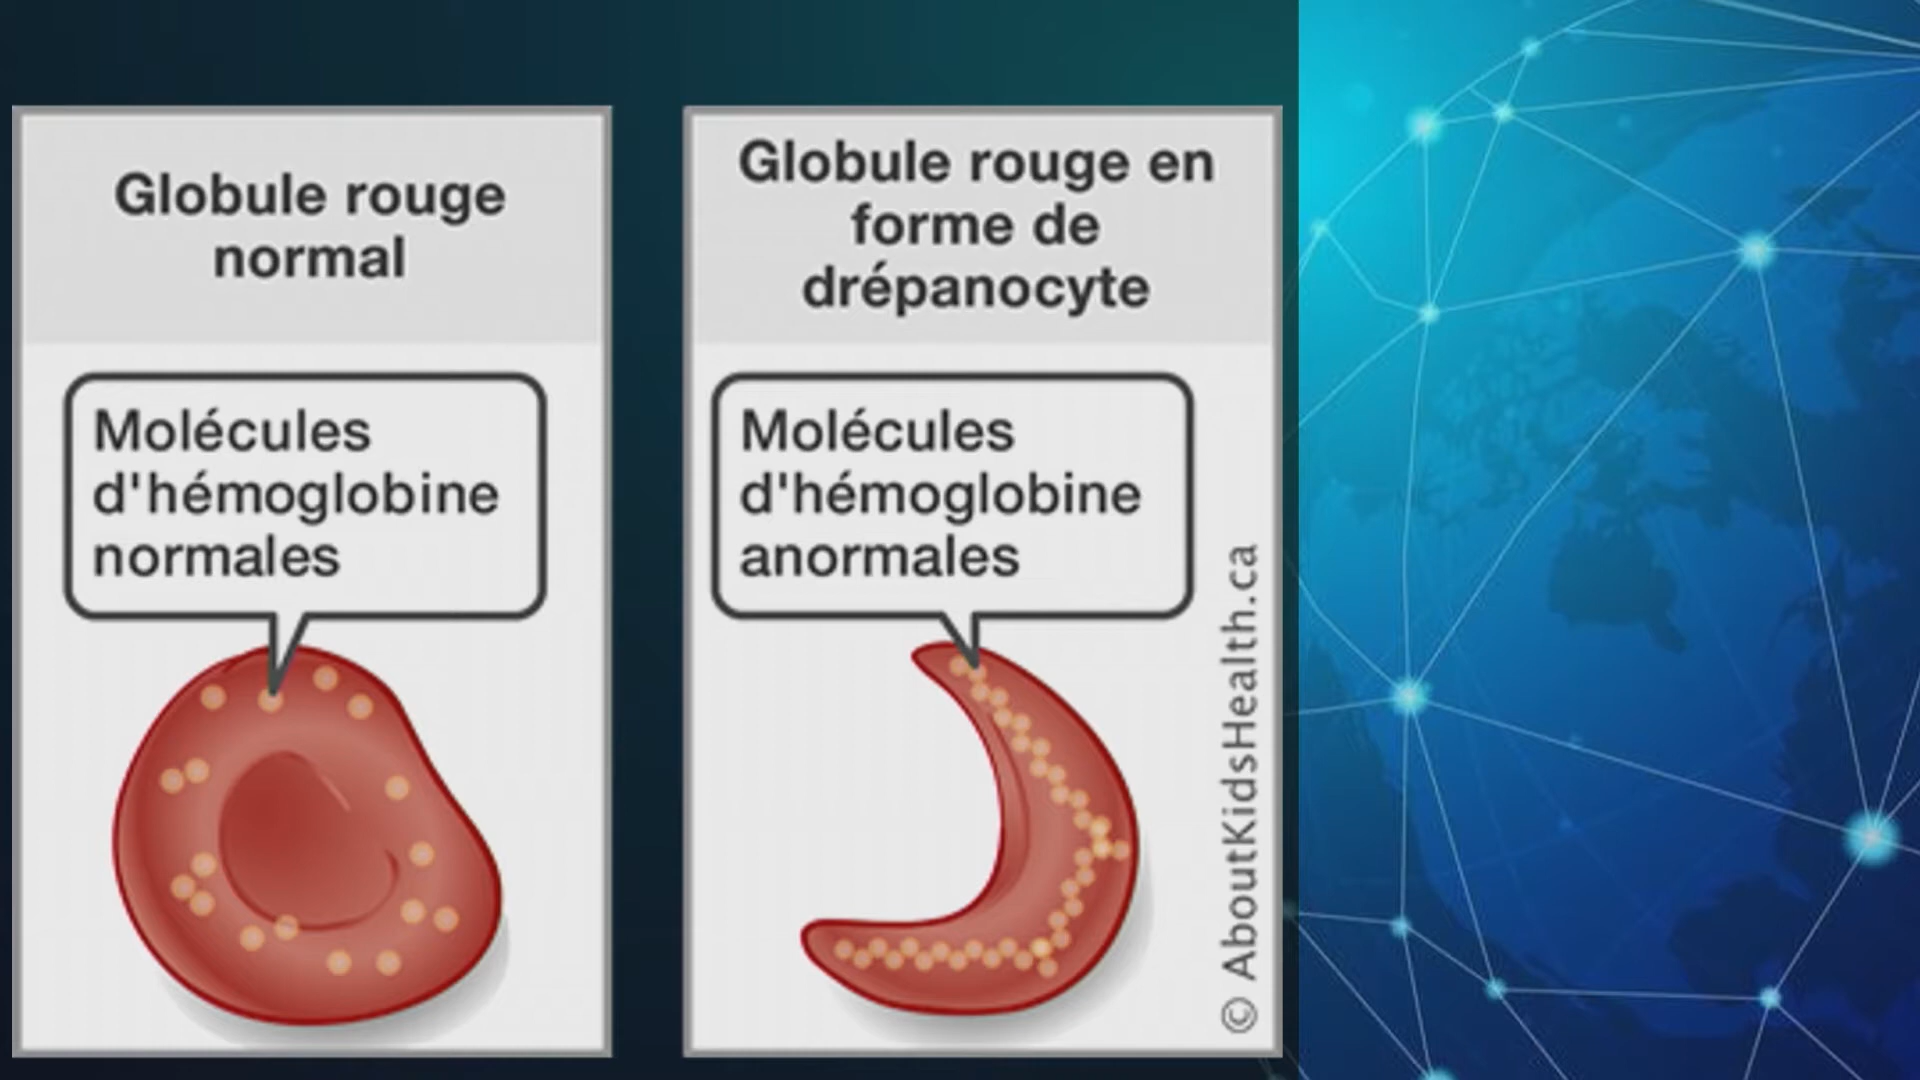 Globule rouge
normal
Molécules
d'hémoglobine
normales
Globule rouge en
forme de
drépanocyte
Molécules
d'hémoglobine
anormales
© AboutKidsHealth.ca